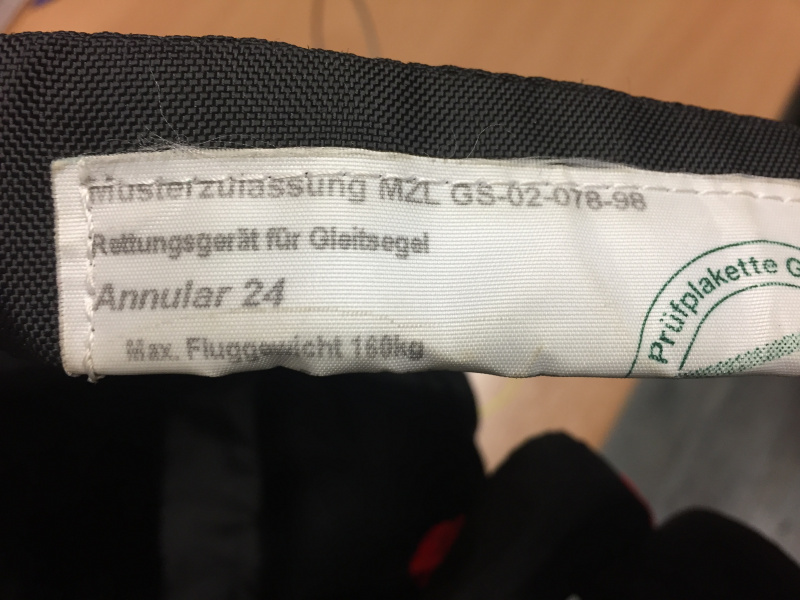 Musterzulassung MZL GS-02-078-98
Rettungsgerät für Gleitsegel
Annular 24
Max. Fluggewicht 160kg
Prüfplakette G